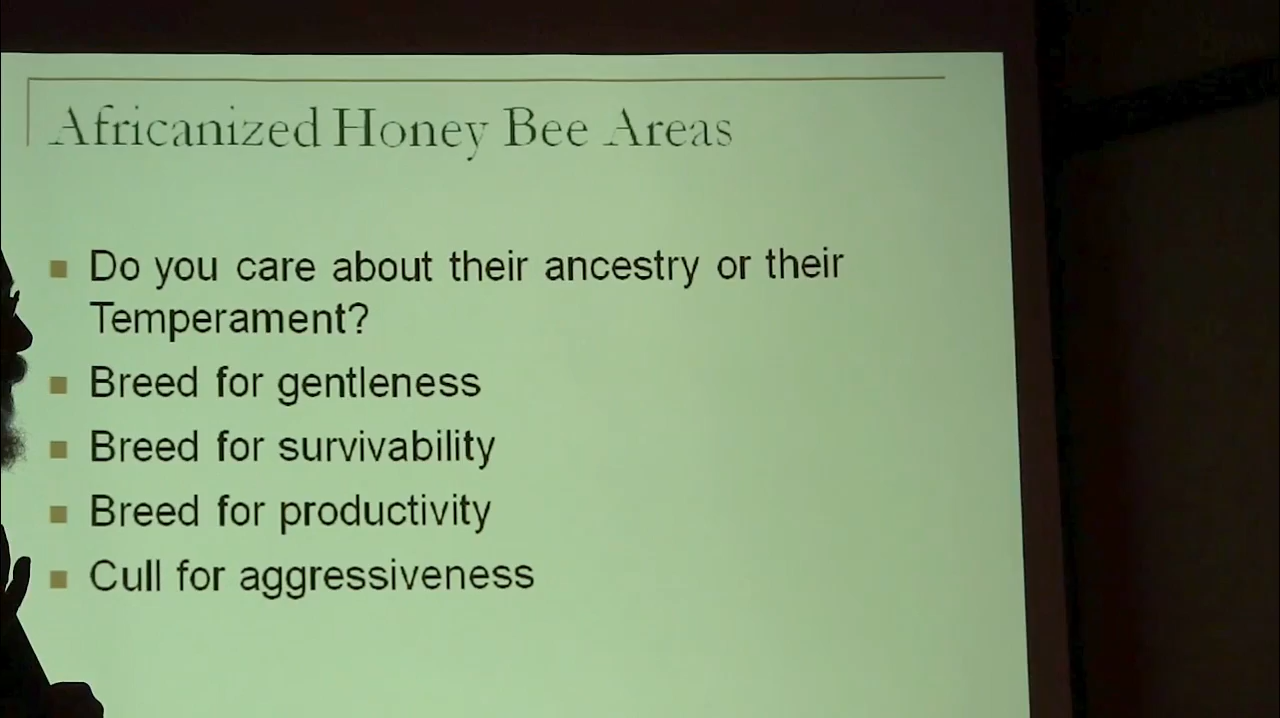 Africanized Honey Bee Areas
Do you care about their ancestry or their
Temperament?
Breed for gentleness
Breed for survivability
Breed for productivity
Cull for aggressiveness